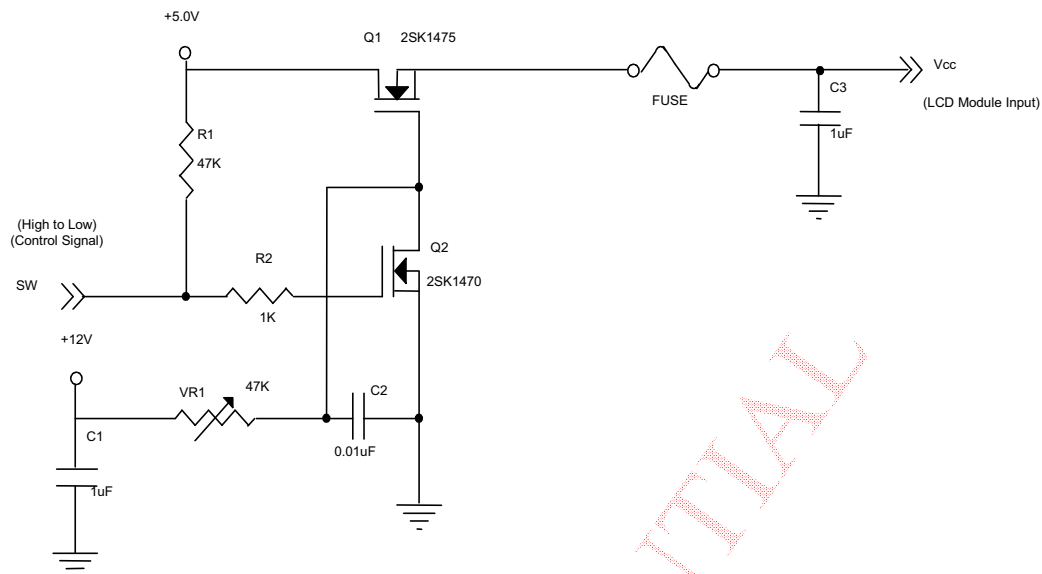 +5.0V
Q1 2SK1475
Vcc
FUSE
C3
(LCD Module Input)
1uF
R1
47K
(High to Low)
(Control Signal)
Q2
R2
2SK1470
SW
1K
+12V
VR1
47K
C2
C1
0.01uF
1uF